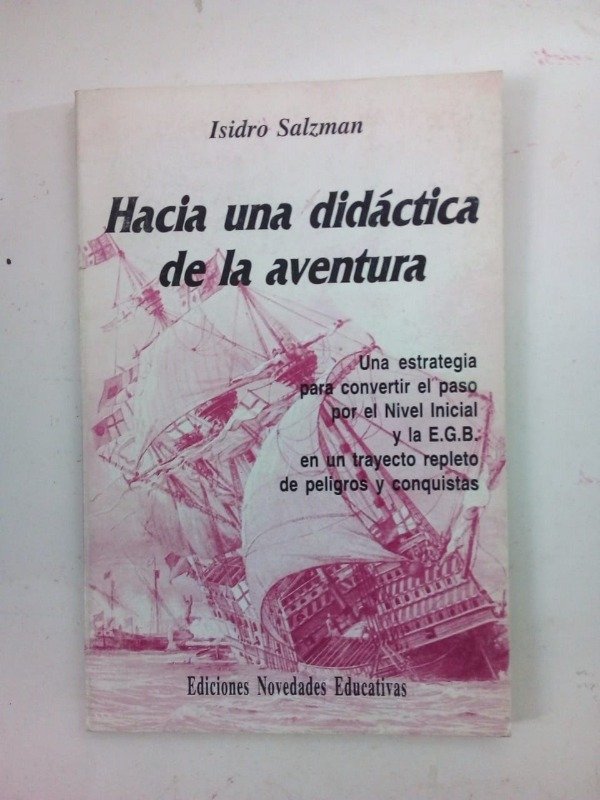 Isidro Salzman
Hacia una didáctica
de la aventura
Una estrategia
para convertir el paso
por el Nivel Inicial
y la E.G.B.
en un trayecto repleto
de peligros y conquistas
Ediciones Novedades Educativas